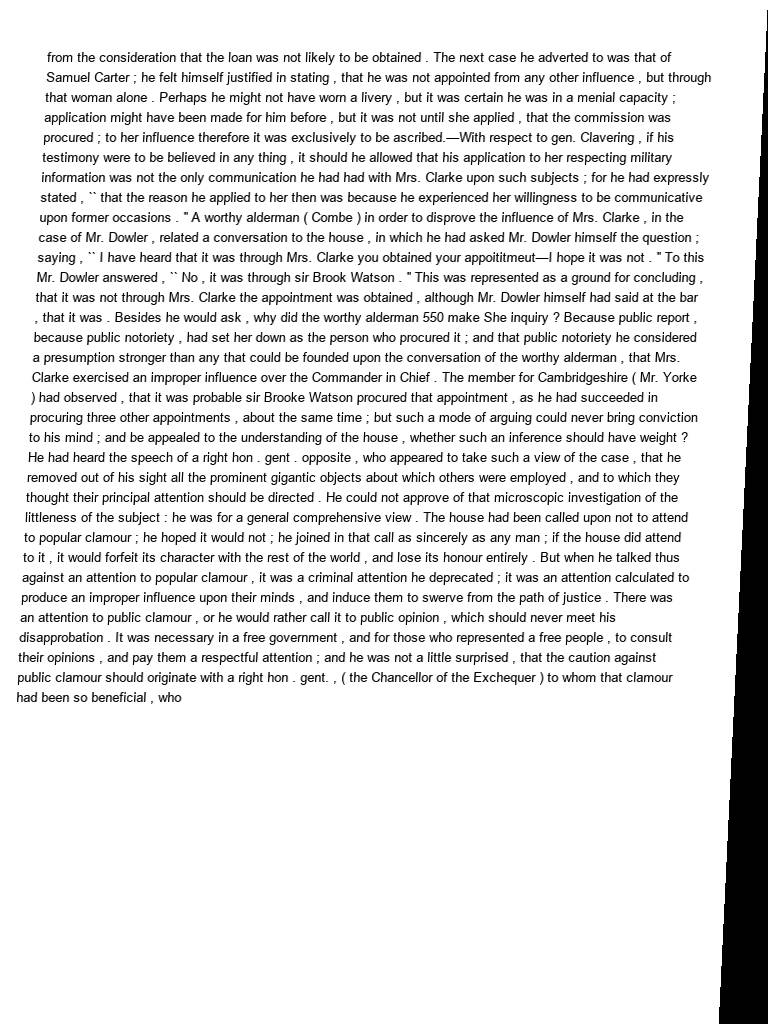 from the consideration that the loan was not likely to be obtained . The next case he adverted to was that of
Samuel Carter ; he felt himself justified in stating , that he was not appointed from any other influence , but through
that woman alone . Perhaps he might not have worn a livery , but it was certain he was in a menial capacity ;
application might have been made for him before , but it was not until she applied , that the commission was
procured ; to her influence therefore it was exclusively to be ascribed.—With respect to gen. Clavering , if his
testimony were to be believed in any thing , it should he allowed that his application to her respecting military
information was not the only communication he had had with Mrs. Clarke upon such subjects ; for he had expressly
stated , `` that the reason he applied to her then was because he experienced her willingness to be communicative
upon former occasions . " A worthy alderman ( Combe ) in order to disprove the influence of Mrs. Clarke , in the
case of Mr. Dowler , related a conversation to the house , in which he had asked Mr. Dowler himself the question ;
saying , `` I have heard that it was through Mrs. Clarke you obtained your appoititmeut—I hope it was not . " To this
Mr. Dowler answered , `` No , it was through sir Brook Watson . " This was represented as a ground for concluding ,
that it was not through Mrs. Clarke the appointment was obtained , although Mr. Dowler himself had said at the bar
, that it was . Besides he would ask , why did the worthy alderman 550 make She inquiry ? Because public report ,
because public notoriety , had set her down as the person who procured it ; and that public notoriety he considered
a presumption stronger than any that could be founded upon the conversation of the worthy alderman , that Mrs.
Clarke exercised an improper influence over the Commander in Chief . The member for Cambridgeshire ( Mr. Yorke
) had observed , that it was probable sir Brooke Watson procured that appointment , as he had succeeded in
procuring three other appointments , about the same time ; but such a mode of arguing could never bring conviction
to his mind ; and be appealed to the understanding of the house , whether such an inference should have weight ?
He had heard the speech of a right hon . gent . opposite , who appeared to take such a view of the case , that he
removed out of his sight all the prominent gigantic objects about which others were employed , and to which they
thought their principal attention should be directed . He could not approve of that microscopic investigation of the
littleness of the subject : he was for a general comprehensive view . The house had been called upon not to attend
to popular clamour ; he hoped it would not ; he joined in that call as sincerely as any man ; if the house did attend
to it , it would forfeit its character with the rest of the world , and lose its honour entirely . But when he talked thus
against an attention to popular clamour , it was a criminal attention he deprecated ; it was an attention calculated to
produce an improper influence upon their minds , and induce them to swerve from the path of justice . There was
an attention to public clamour , or he would rather call it to public opinion , which should never meet his
disapprobation . It was necessary in a free government , and for those who represented a free people , to consult
their opinions , and pay them a respectful attention ; and he was not a little surprised , that the caution against
public clamour should originate with a right hon . gent. , ( the Chancellor of the Exchequer ) to whom that clamour
had been so beneficial , who